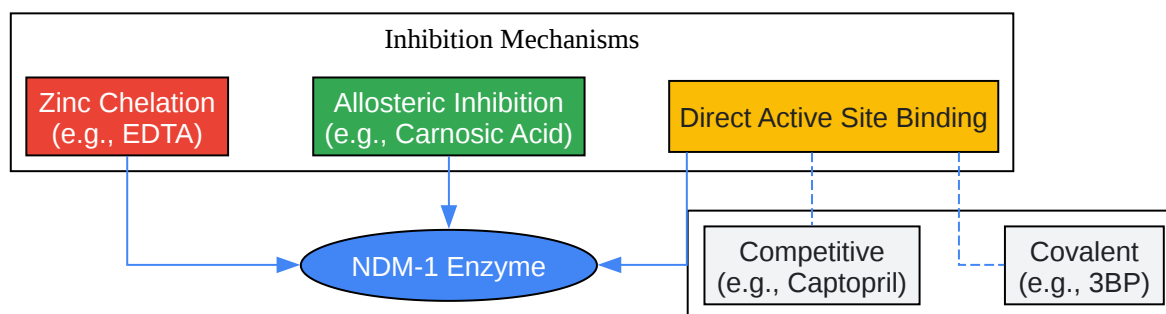 Inhibition Mechanisms
Zinc Chelation
(e.g., EDTA)
Allosteric Inhibition
(e.g., Carnosic Acid)
Direct Active Site Binding
NDM-1 Enzyme
Competitive
(e.g., Captopril)
Covalent
(e.g., 3BP)